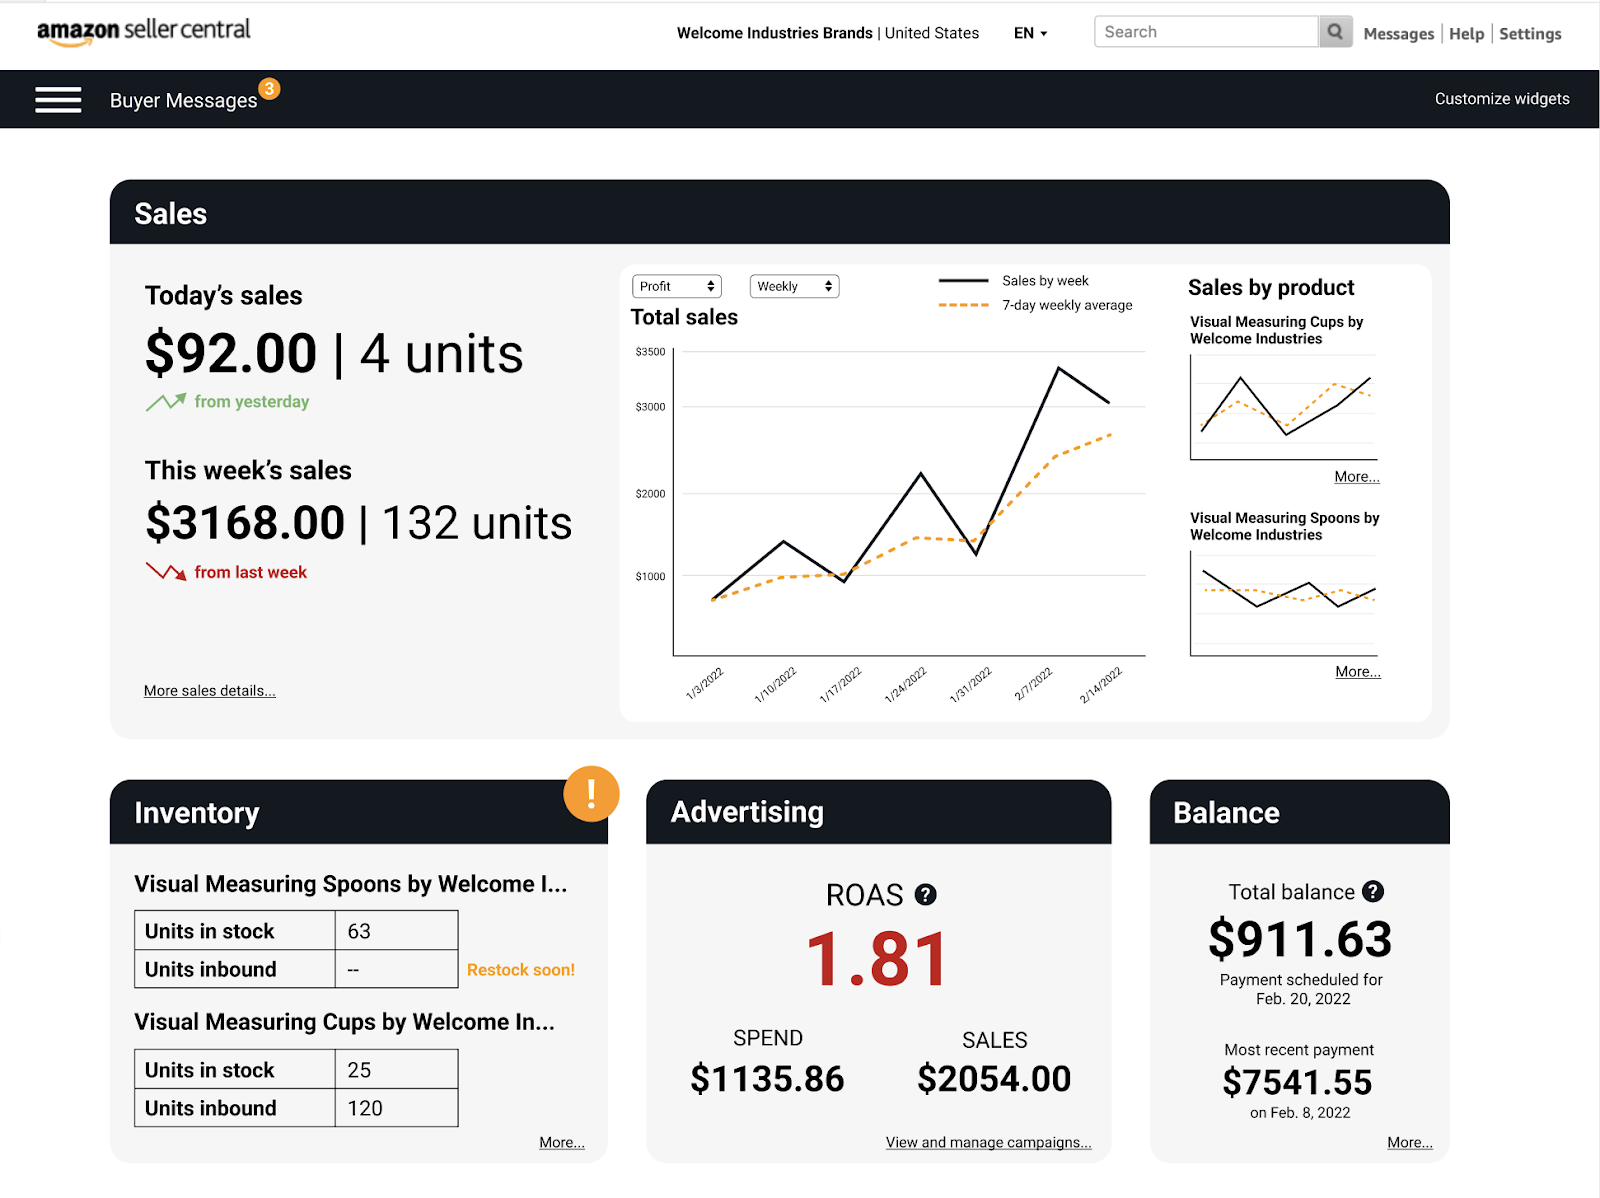 amazon seller central
Welcome Industries Brands | United States
EN
Search
Messages
Help
Settings
Buyer Messages
3
Customize widgets
Sales
Today's sales
$92.00 | 4 units
from yesterday
This week's sales
$3168.00 | 132 units
from last week
More sales details...
Profit
Weekly
Sales by week
7-day weekly average
Total sales
$3500
$3000
$2000
$1000
1/3/2022
1/10/2022
1/17/2022
1/24/2022
1/31/2022
2/7/2022
2/14/2022
Sales by product
Visual Measuring Cups by
Welcome Industries
More...
Visual Measuring Spoons by
Welcome Industries
More...
Inventory
!
Visual Measuring Spoons by Welcome I...
Units in stock 63
Units inbound --
Restock soon!
Visual Measuring Cups by Welcome In...
Units in stock 25
Units inbound 120
More...
Advertising
ROAS ?
1.81
SPEND
$1135.86
SALES
$2054.00
View and manage campaigns...
Balance
Total balance ?
$911.63
Payment scheduled for
Feb. 20, 2022
Most recent payment
$7541.55
on Feb. 8, 2022
More...